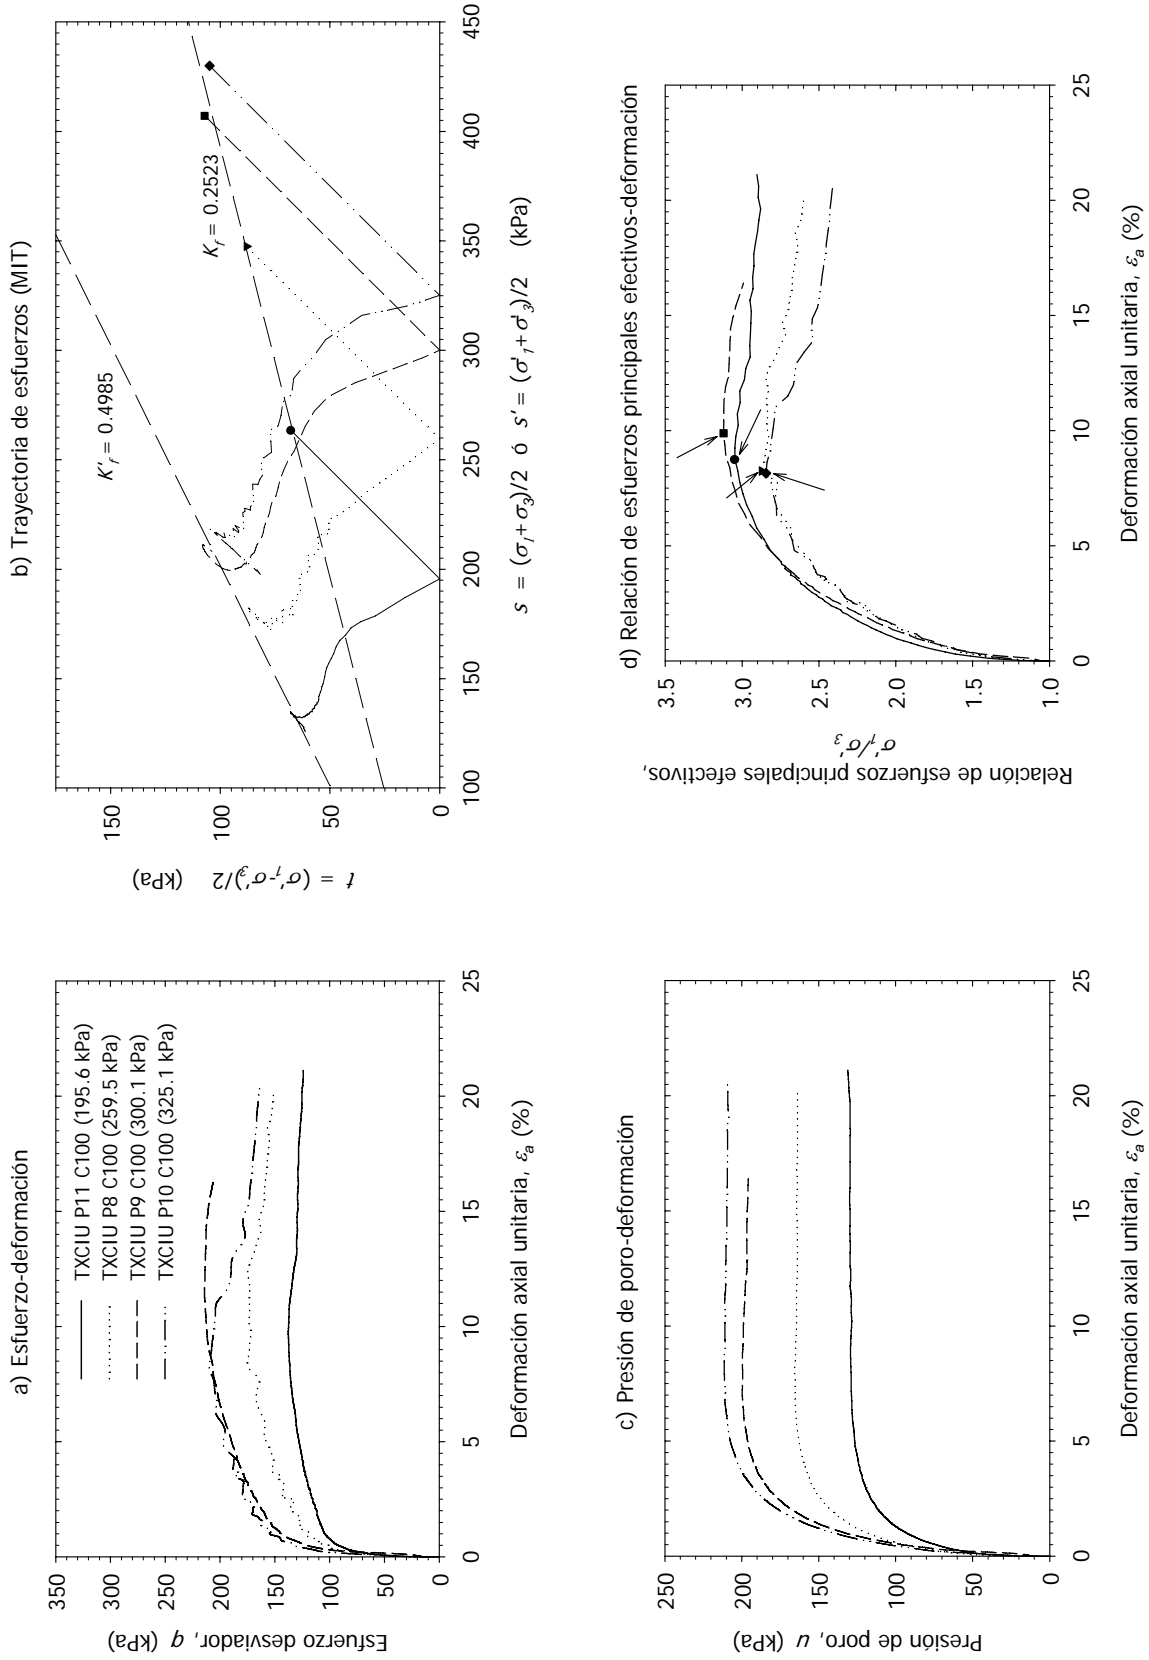 a) Esfuerzo-deformación
350
300
250
200
150
100
50
0
Esfuerzo desviador, q (kPa)
TXCIU P11 C100 (195.6 kPa)
TXCIU P8 C100 (259.5 kPa)
TXCIU P9 C100 (300.1 kPa)
TXCIU P10 C100 (325.1 kPa)
0 5 10 15 20 25
Deformación axial unitaria, εa (%)
b) Trayectoria de esfuerzos (MIT)
150
100
50
0
t = (σ'1-σ'3)/2 (kPa)
K'f = 0.4985
Kf = 0.2523
100 150 200 250 300 350 400 450
s = (σ1+σ3)/2 ó s' = (σ'1+σ'3)/2 (kPa)
c) Presión de poro-deformación
250
200
150
100
50
0
Presión de poro, u (kPa)
0 5 10 15 20 25
Deformación axial unitaria, εa (%)
d) Relación de esfuerzos principales efectivos-deformación
3.5
3.0
2.5
2.0
1.5
1.0
Relación de esfuerzos principales efectivos,
σ'1/σ'3
0 5 10 15 20 25
Deformación axial unitaria, εa (%)